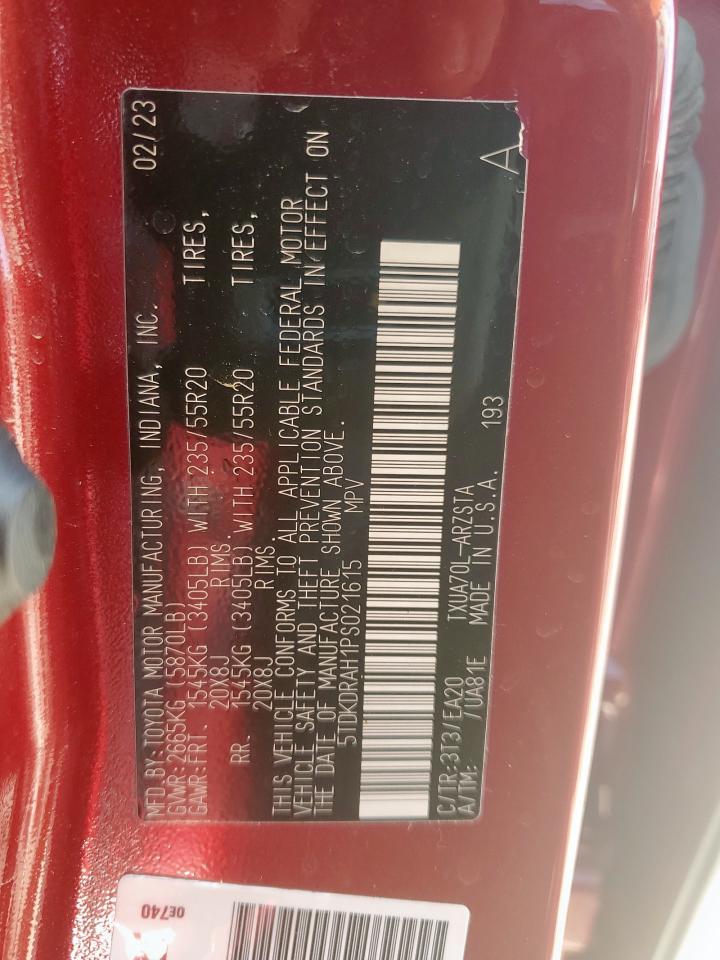 MFD.BY:TOYOTA MOTOR MANUFACTURING, INDIANA, INC. 02/23
GVWR:2665KG (5870LB)
GAWR:FRT. 1545KG (3405LB) WITH 235/55R20 TIRES,
20X8J RIMS.
RR. 1545KG (3405LB) WITH 235/55R20 TIRES,
20X8J RIMS.
THIS VEHICLE CONFORMS TO ALL APPLICABLE FEDERAL MOTOR
VEHICLE SAFETY AND THEFT PREVENTION STANDARDS IN EFFECT ON
THE DATE OF MANUFACTURE SHOWN ABOVE.
5TDKDRAH1PS021615 MPV
C/TR:3T3/EA20 TXUA70L-ARZSTA
A/TM: /UA81E MADE IN U.S.A. 193
A
0E740